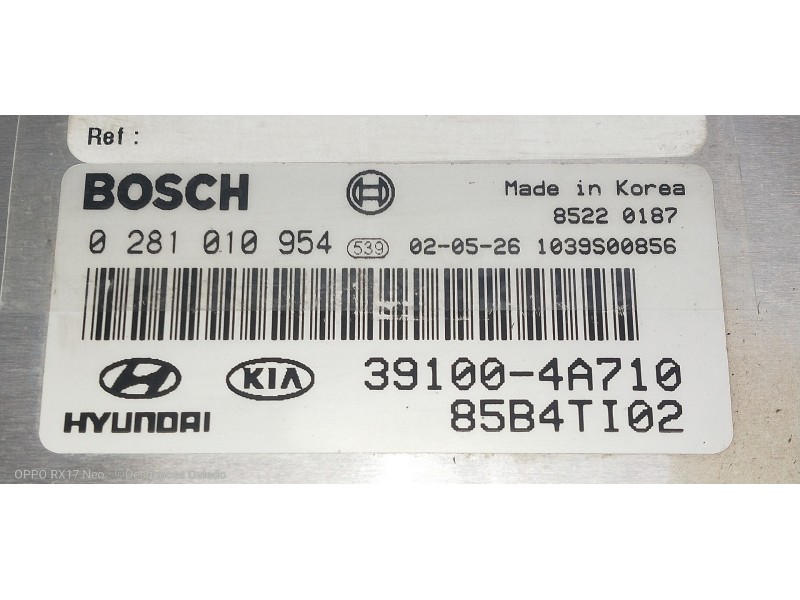 Ref :
BOSCH Made in Korea
8522 0187
0 281 010 954 539 02-05-26 1039S00856
KIA 39100-4A710
HYUNDAI 85B4TI02
OPPO RX17 Neo